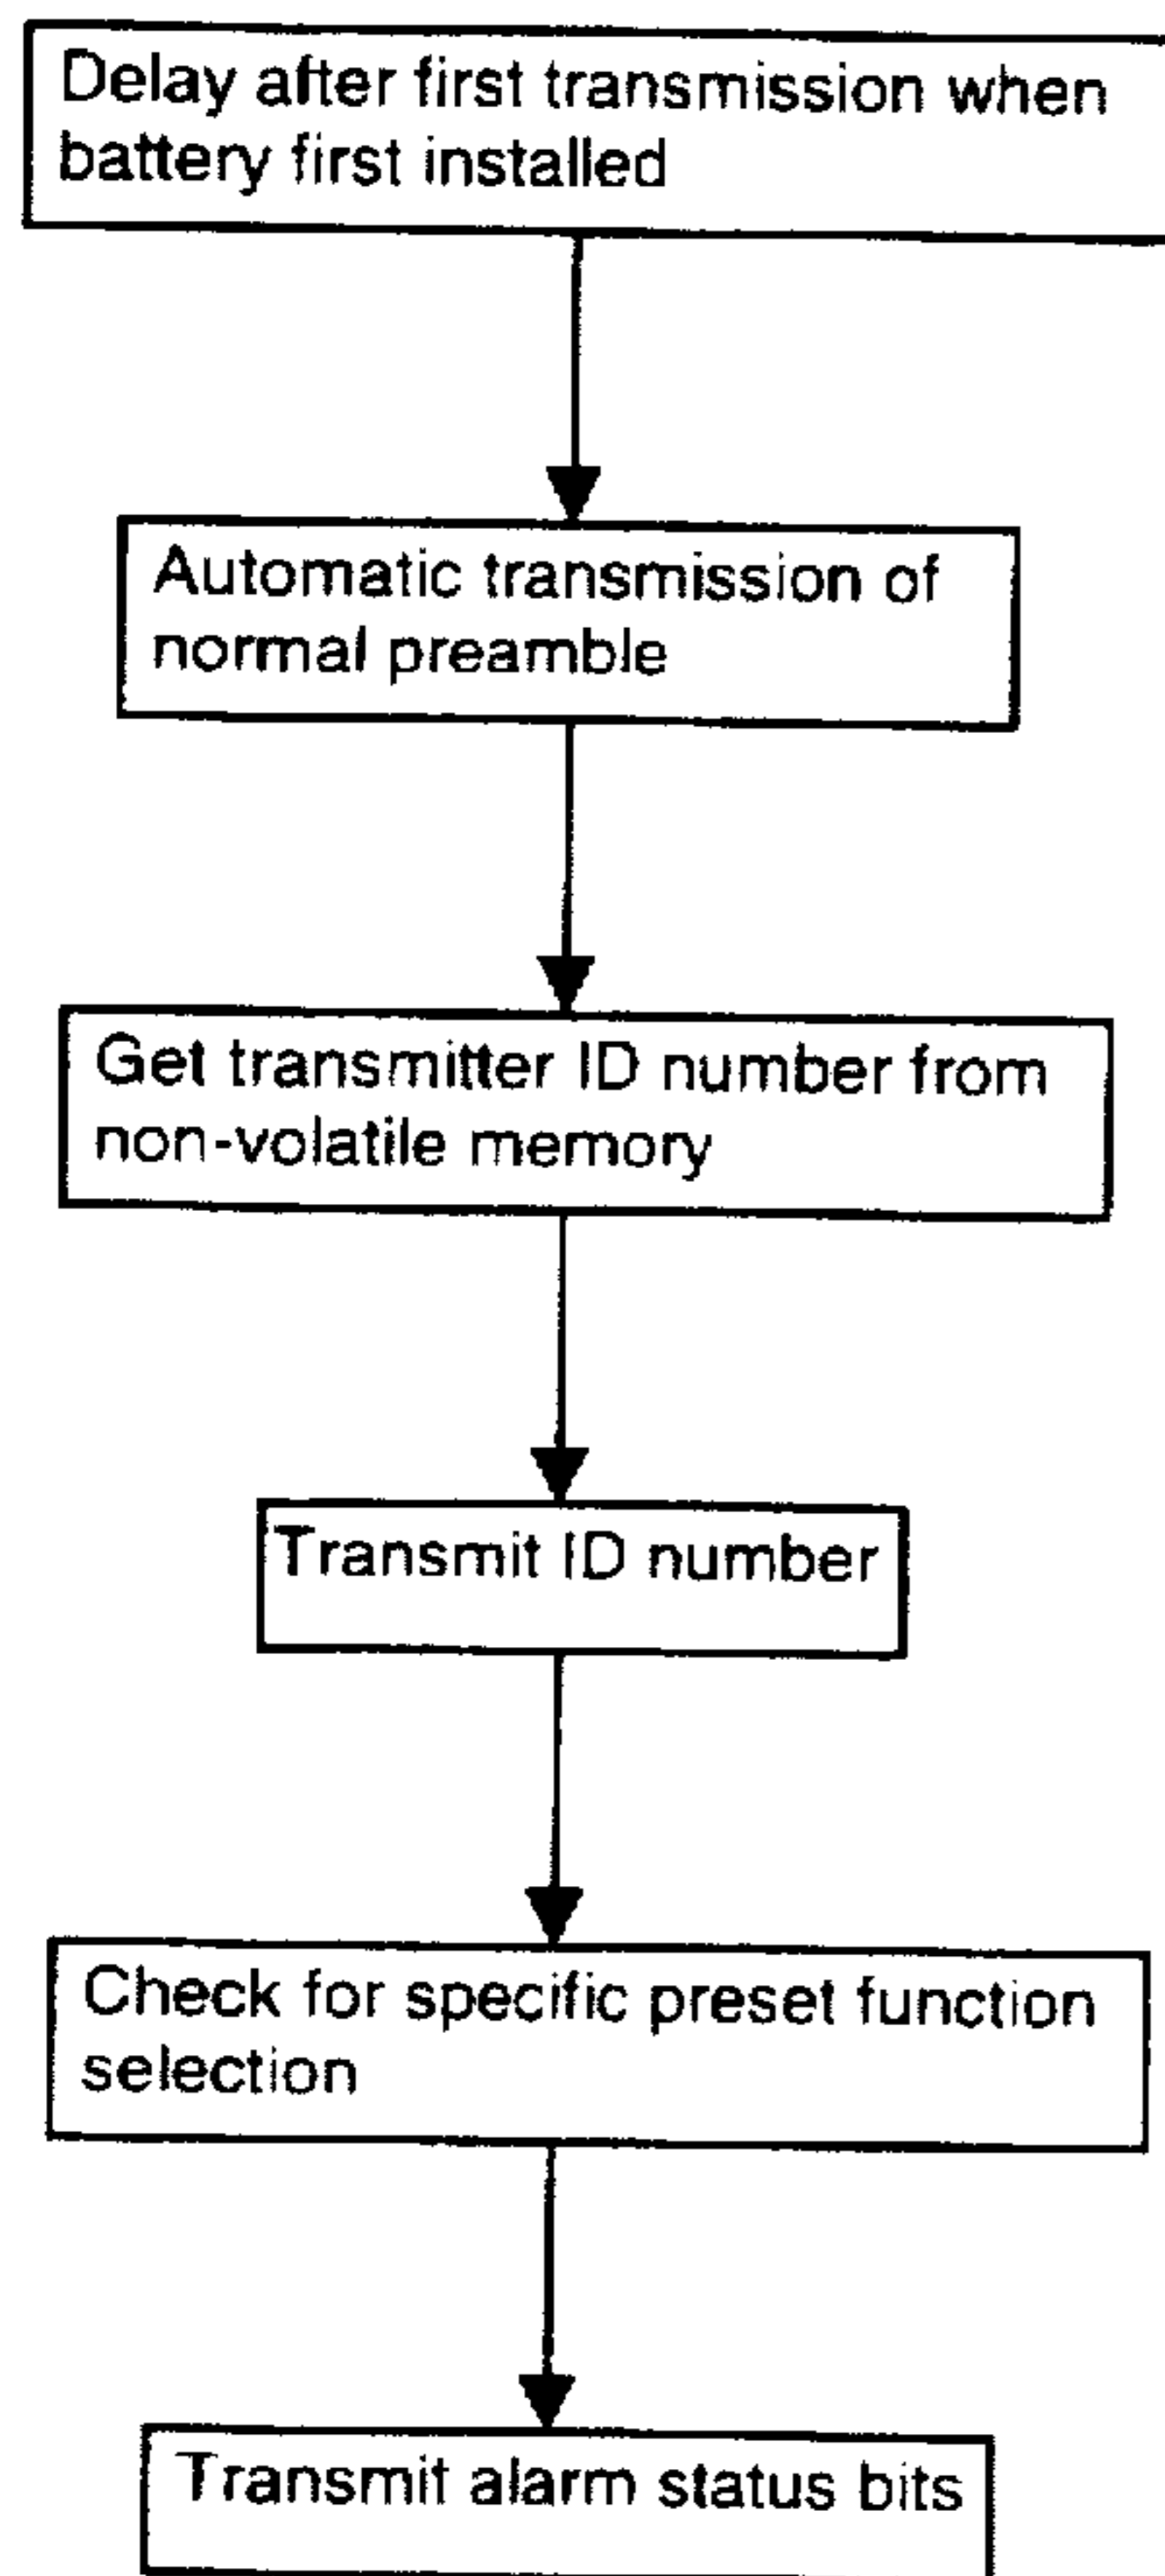 Delay after first transmission when
battery first installed
Automatic transmission of
normal preamble
Get transmitter ID number from
non-volatile memory
Transmit ID number
Check for specific preset function
selection
Transmit alarm status bits